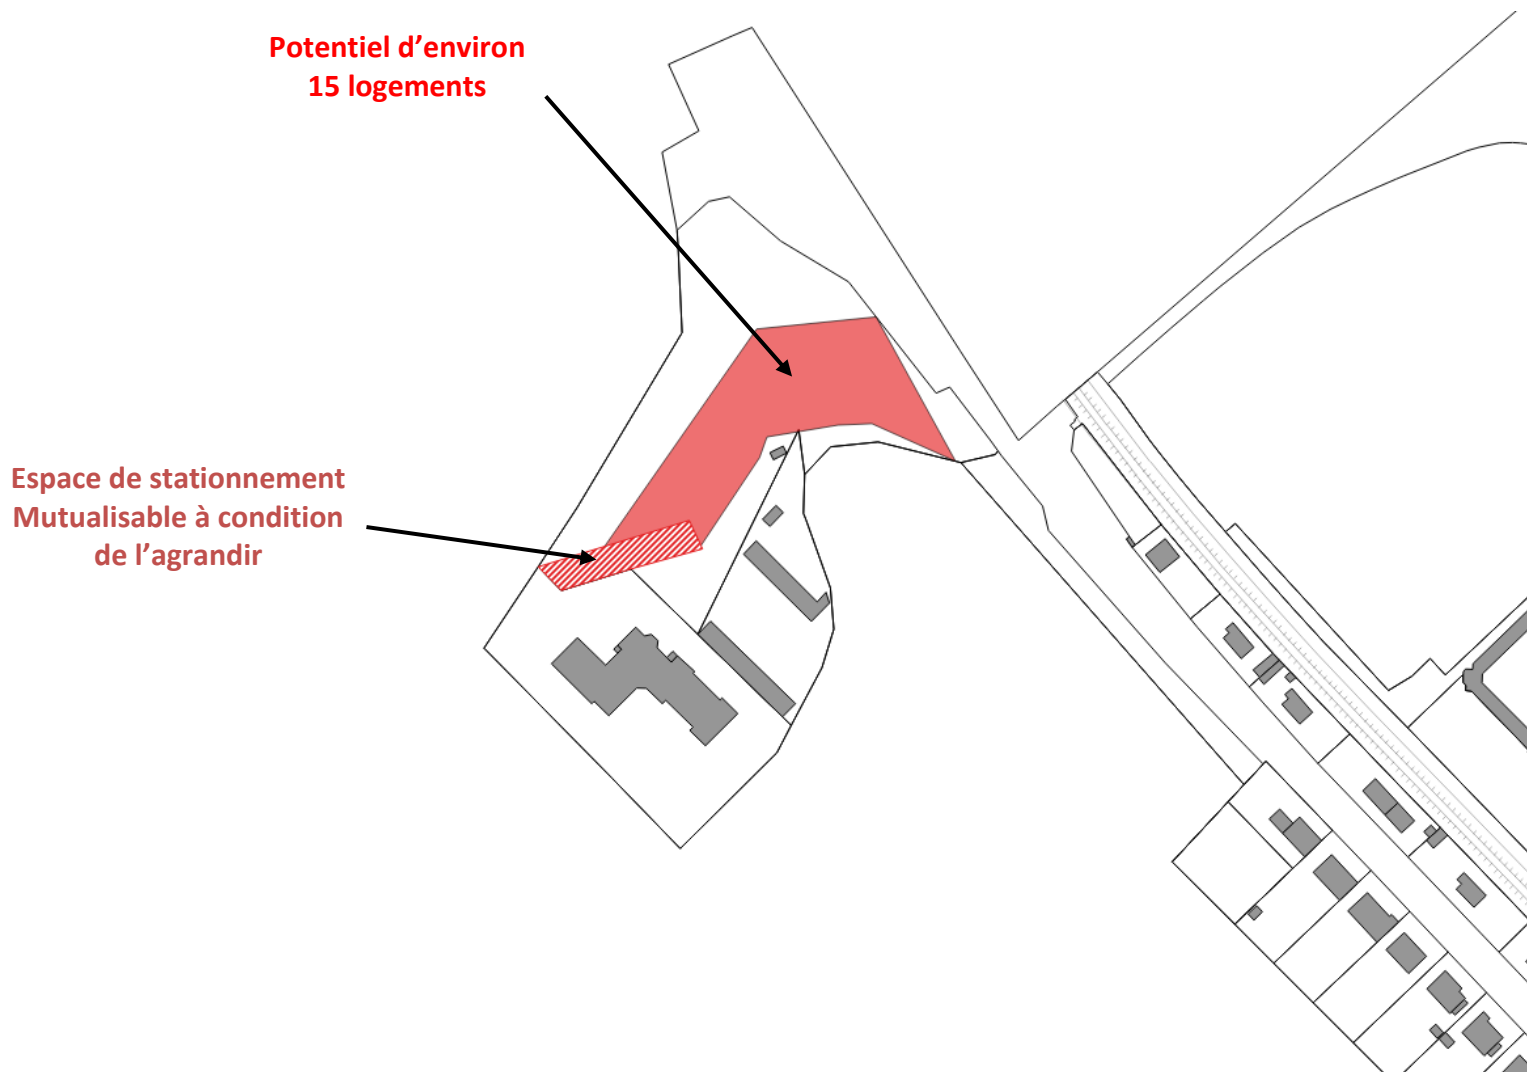 Potentiel d’environ
15 logements
Espace de stationnement
Mutualisable à condition
de l’agrandir